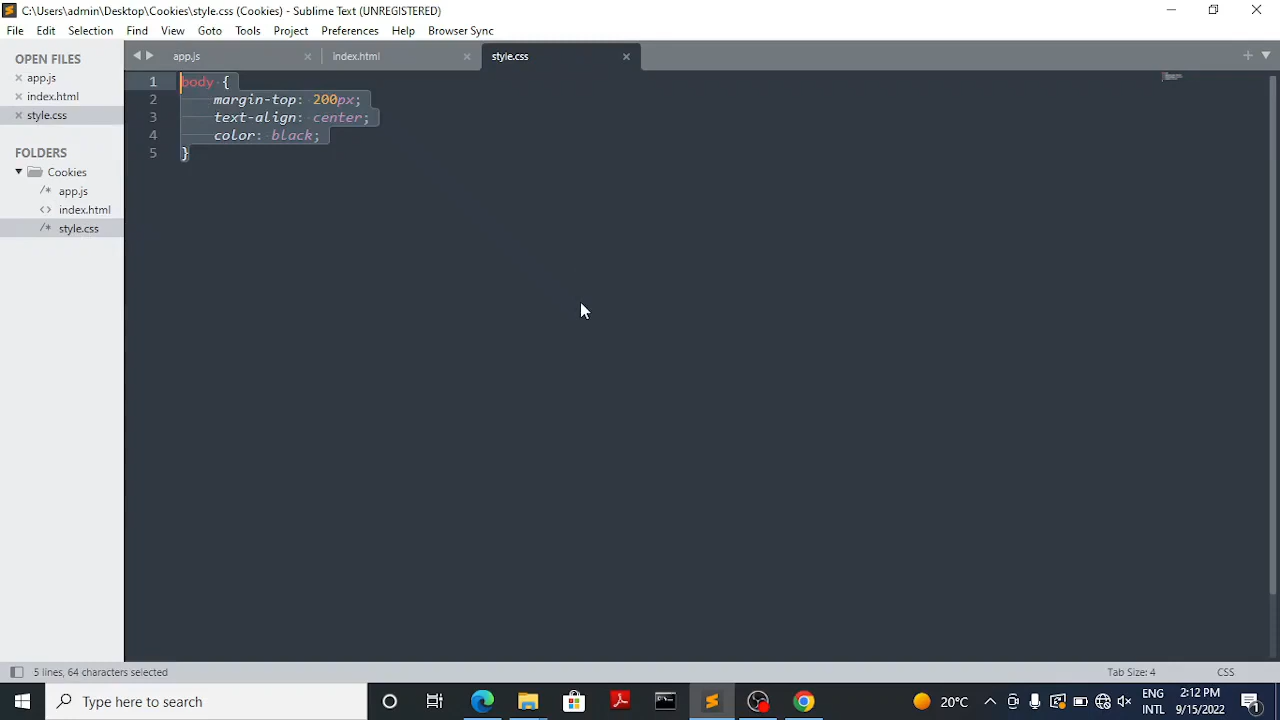 C:\Users\admin\Desktop\Cookies\style.css (Cookies) - Sublime Text (UNREGISTERED)
File Edit Selection Find View Goto Tools Project Preferences Help Browser Sync
OPEN FILES
app.js
index.html
style.css
FOLDERS
Cookies
app.js
index.html
style.css
app.js index.html style.css
1 body {
2 margin-top: 200px;
3 text-align: center;
4 color: black;
5 }
5 lines, 64 characters selected
Tab Size: 4 CSS
Type here to search
20°C
ENG
INTL
2:12 PM
9/15/2022
1